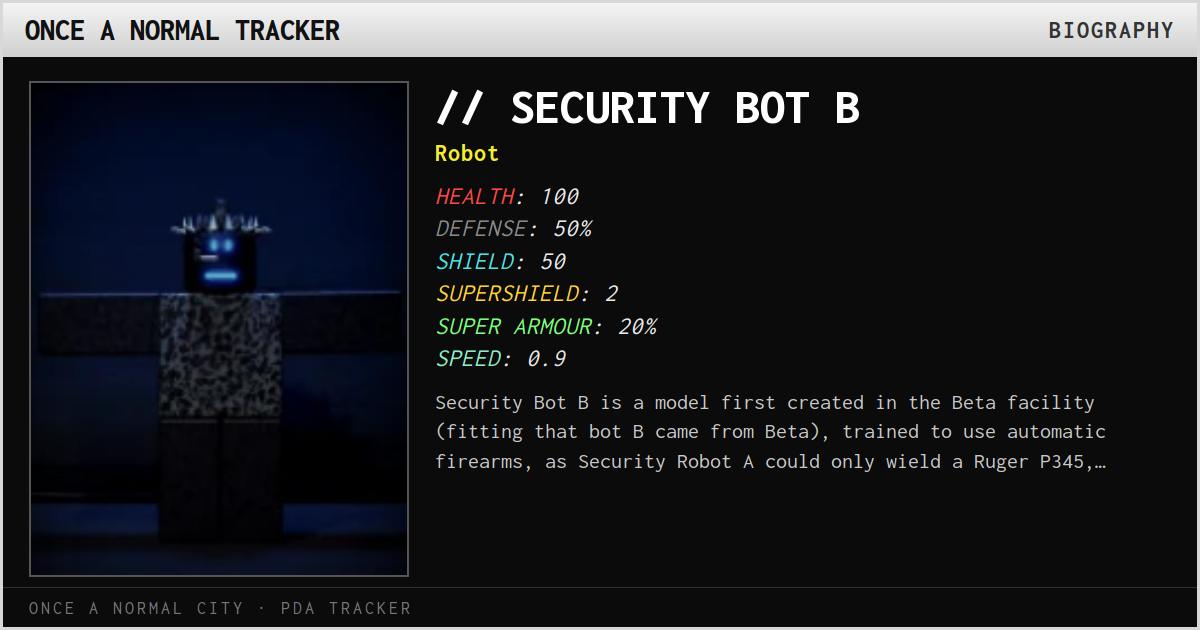 ONCE A NORMAL TRACKER
BIOGRAPHY
// SECURITY BOT B
Robot
HEALTH: 100
DEFENSE: 50%
SHIELD: 50
SUPERSHIELD: 2
SUPER ARMOUR: 20%
SPEED: 0.9
Security Bot B is a model first created in the Beta facility
(fitting that bot B came from Beta), trained to use automatic
firearms, as Security Robot A could only wield a Ruger P345,…
ONCE A NORMAL CITY · PDA TRACKER